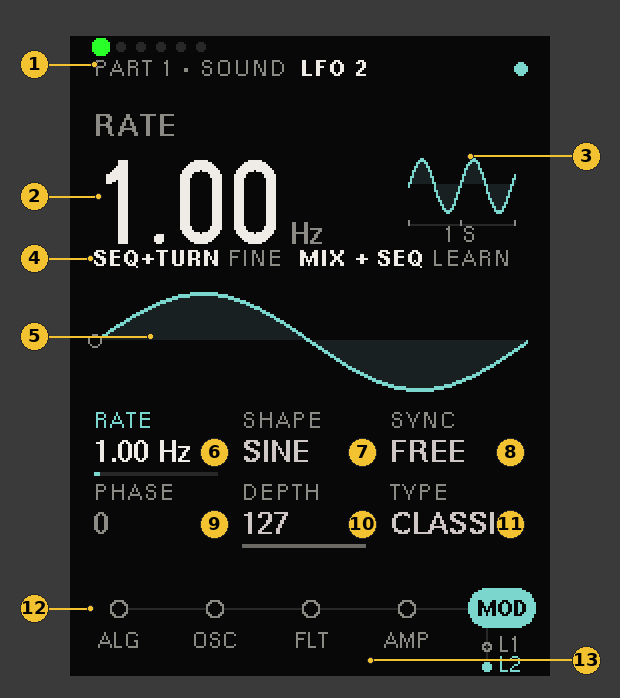 1 PART 1 · SOUND LFO 2
RATE
3
2 1.00 Hz
1 S
4 SEQ+TURN FINE MIX + SEQ LEARN
5
RATE SHAPE SYNC
1.00 Hz 6 SINE 7 FREE 8
PHASE DEPTH TYPE
0 9 127 10 CLASSI 11
12 MOD
ALG OSC FLT AMP L1
L2 13